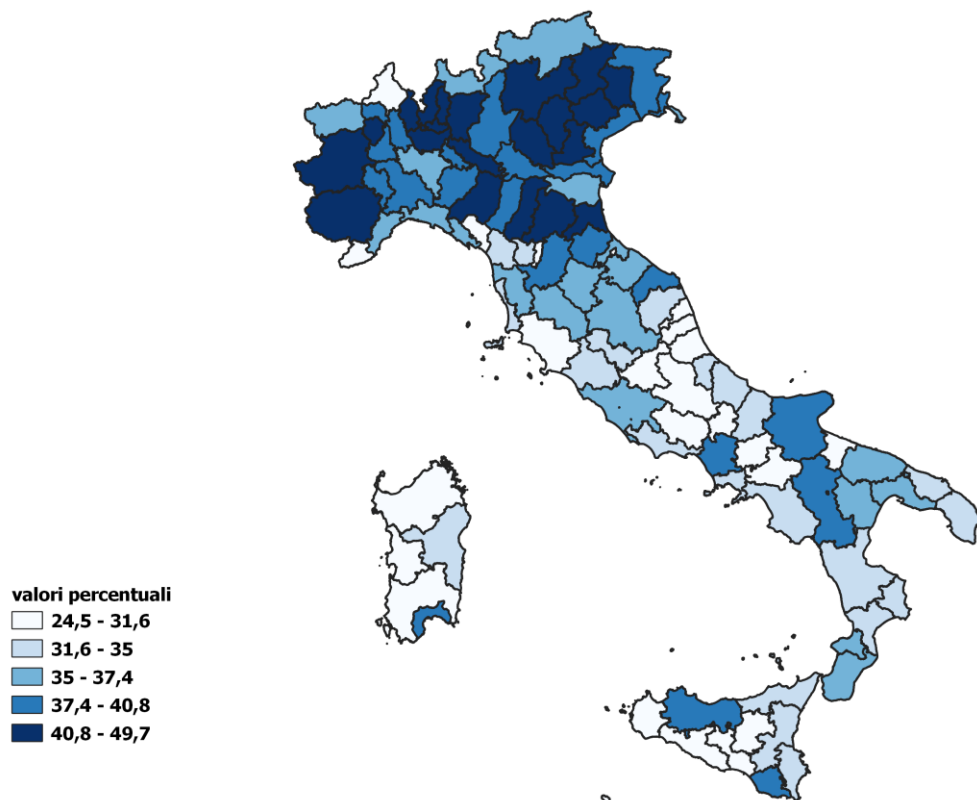 valori percentuali
24,5 - 31,6
31,6 - 35
35 - 37,4
37,4 - 40,8
40,8 - 49,7